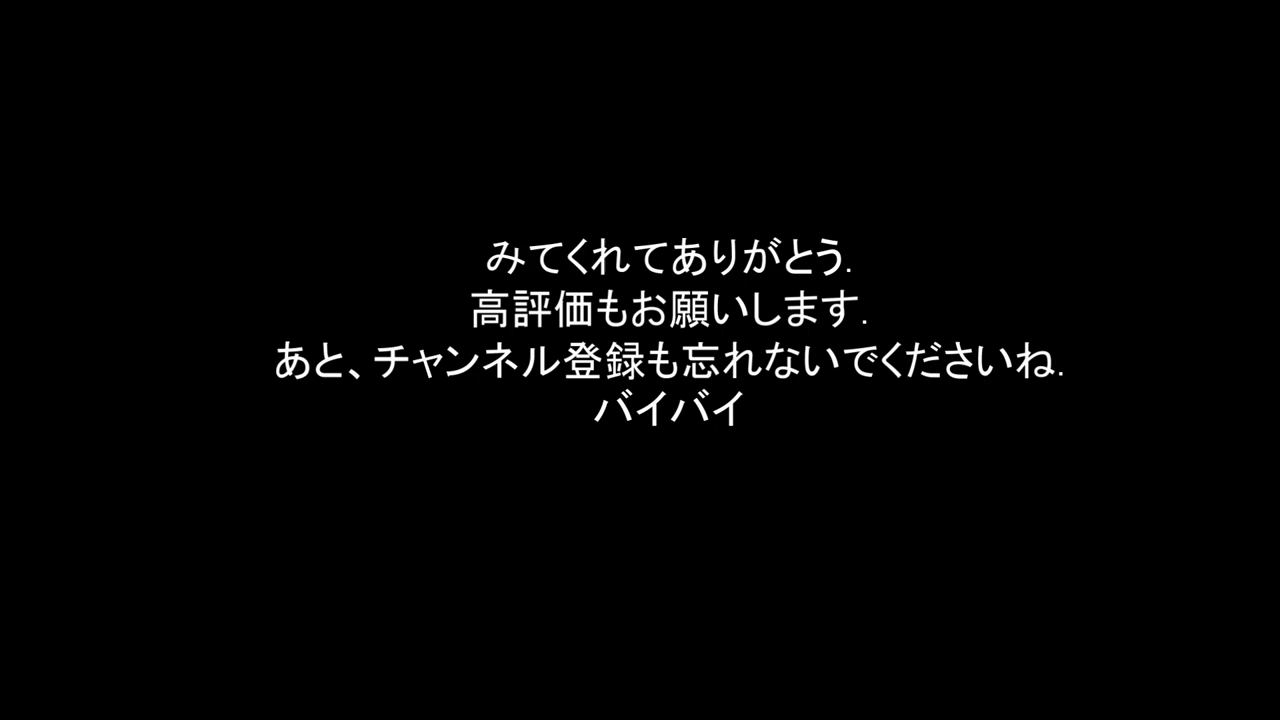 みてくれてありがとう.
高評価もお願いします.
あと、チャンネル登録も忘れないでくださいね.
バイバイ